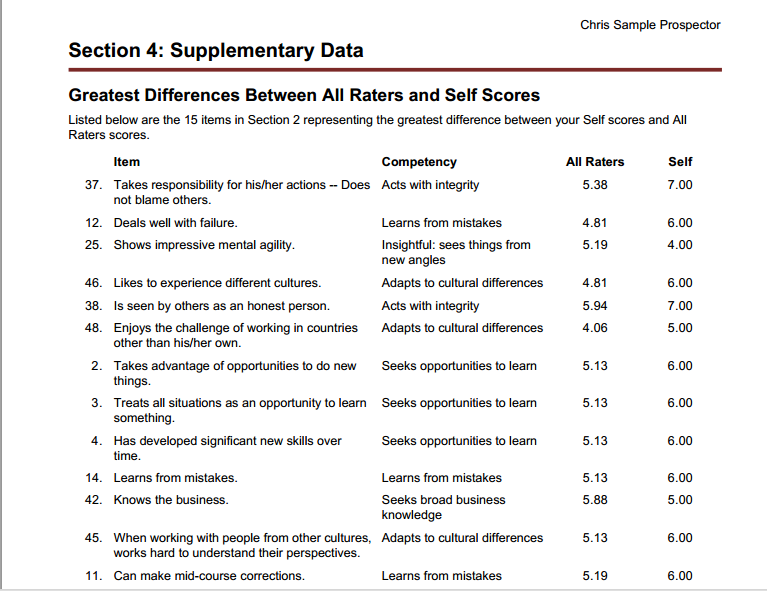 Chris Sample Prospector
Section 4: Supplementary Data
Greatest Differences Between All Raters and Self Scores
Listed below are the 15 items in Section 2 representing the greatest difference between your Self scores and All
Raters scores.
Item Competency All Raters Self
37. Takes responsibility for his/her actions -- Does Acts with integrity 5.38 7.00
not blame others.
12. Deals well with failure. Learns from mistakes 4.81 6.00
25. Shows impressive mental agility. Insightful: sees things from 5.19 4.00
new angles
46. Likes to experience different cultures. Adapts to cultural differences 4.81 6.00
38. Is seen by others as an honest person. Acts with integrity 5.94 7.00
48. Enjoys the challenge of working in countries Adapts to cultural differences 4.06 5.00
other than his/her own.
2. Takes advantage of opportunities to do new Seeks opportunities to learn 5.13 6.00
things.
3. Treats all situations as an opportunity to learn Seeks opportunities to learn 5.13 6.00
something.
4. Has developed significant new skills over Seeks opportunities to learn 5.13 6.00
time.
14. Learns from mistakes. Learns from mistakes 5.13 6.00
42. Knows the business. Seeks broad business 5.88 5.00
knowledge
45. When working with people from other cultures, Adapts to cultural differences 5.13 6.00
works hard to understand their perspectives.
11. Can make mid-course corrections. Learns from mistakes 5.19 6.00